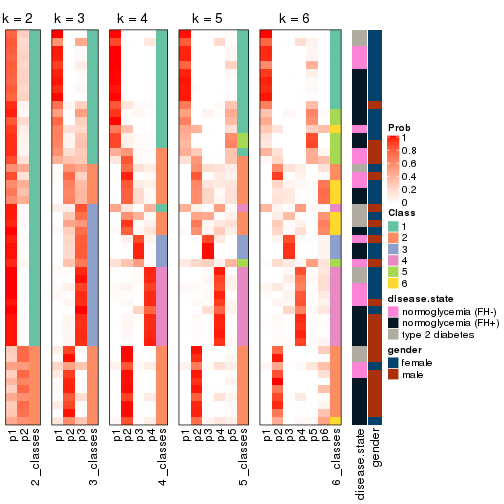 k = 2 k = 3 k = 4 k = 5 k = 6
Prob
1
0.8
0.6
0.4
0.2
0
Class
1
2
3
4
5
6
disease.state
normoglycemia (FH-)
normoglycemia (FH+)
type 2 diabetes
gender
female
male
p1 p2 2_classes p1 p2 p3 3_classes p1 p2 p3 p4 4_classes p1 p2 p3 p4 p5 5_classes p1 p2 p3 p4 p5 p6 6_classes disease.state gender